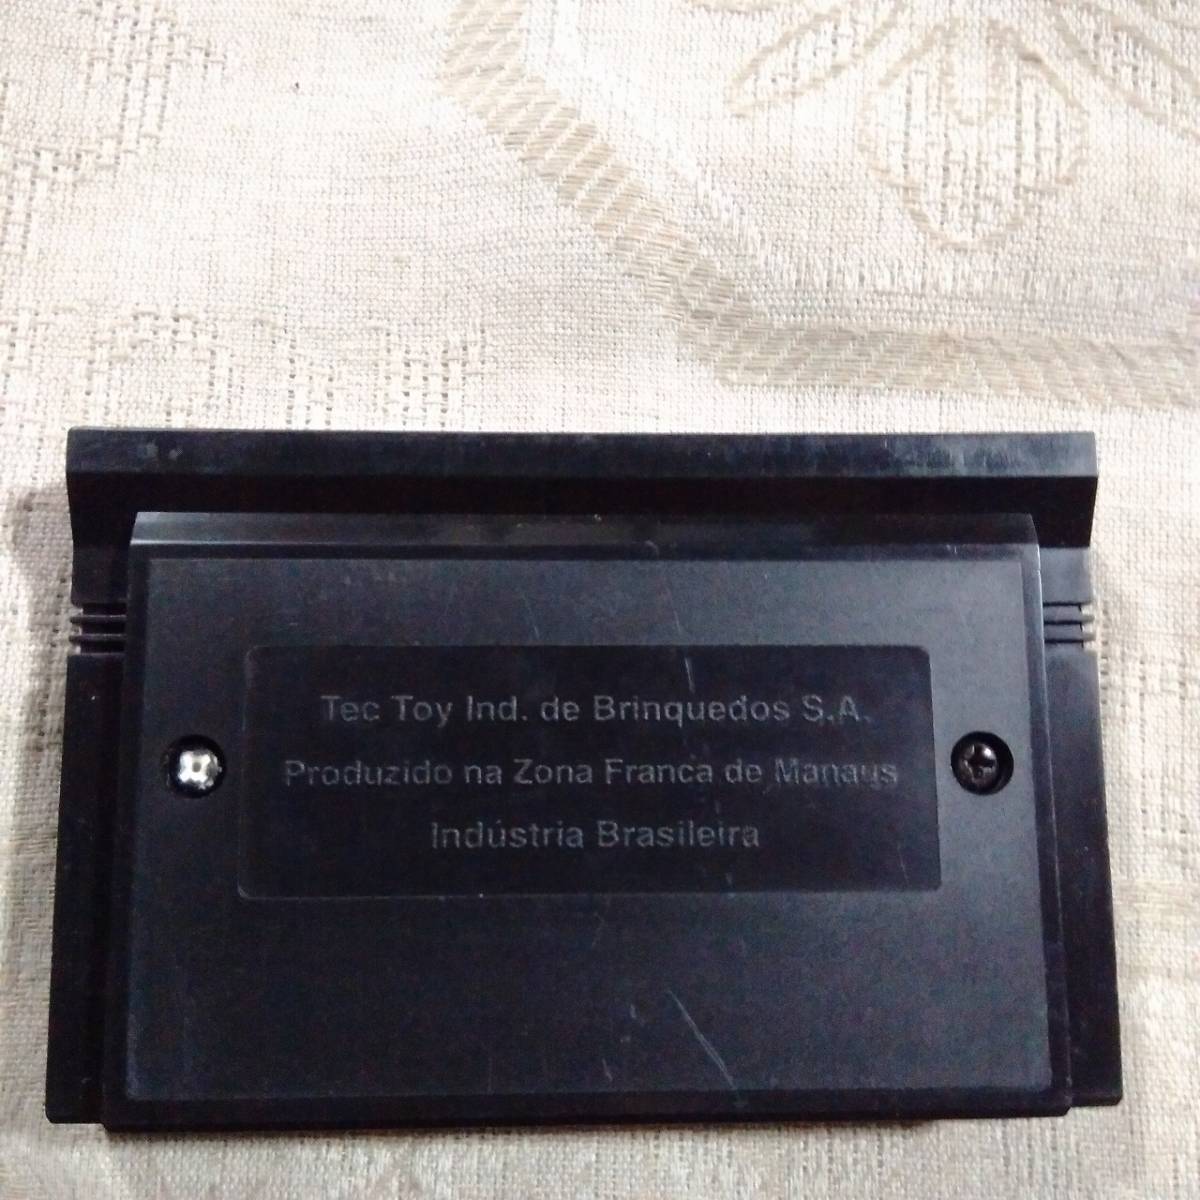 Tec Toy Ind. de Brinquedos S.A.
Produzido na Zona Franca de Manaus
Indústria Brasileira